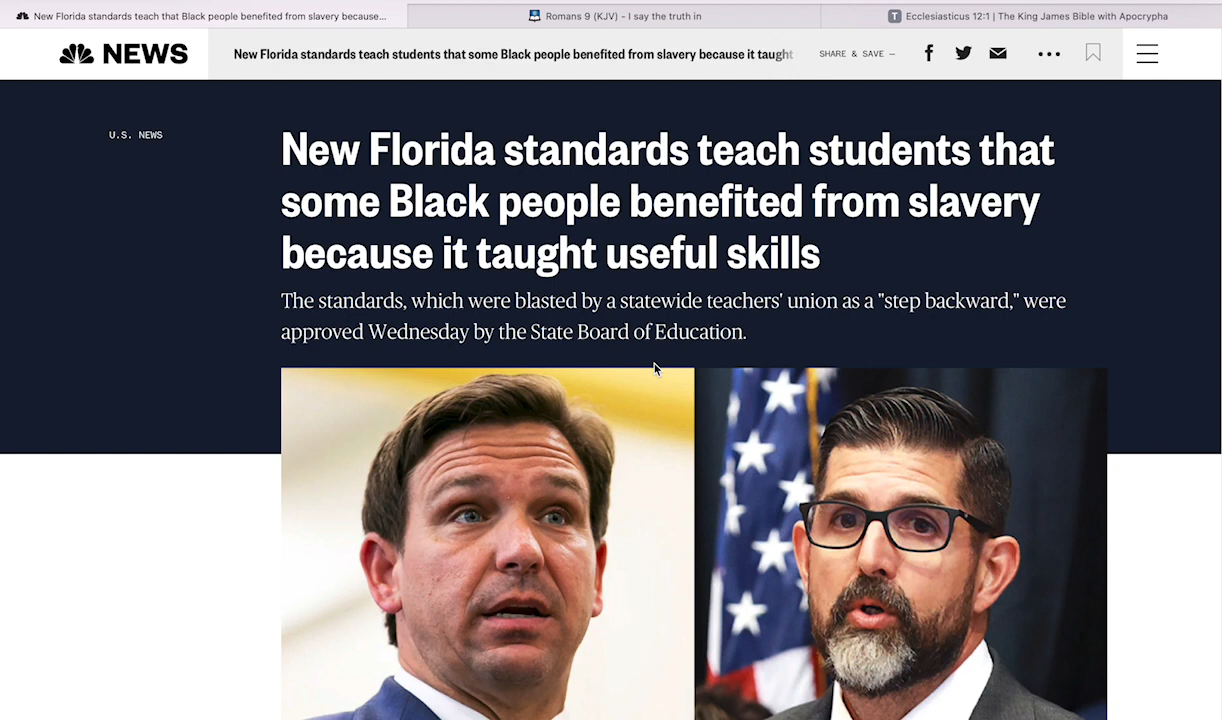 New Florida standards teach that Black people benefited from slavery because...
Romans 9 (KJV) - I say the truth in
T Ecclesiasticus 12:1 | The King James Bible with Apocrypha
NEWS
New Florida standards teach students that some Black people benefited from slavery because it taught
SHARE & SAVE —
U.S. NEWS
New Florida standards teach students that
some Black people benefited from slavery
because it taught useful skills
The standards, which were blasted by a statewide teachers' union as a "step backward," were
approved Wednesday by the State Board of Education.